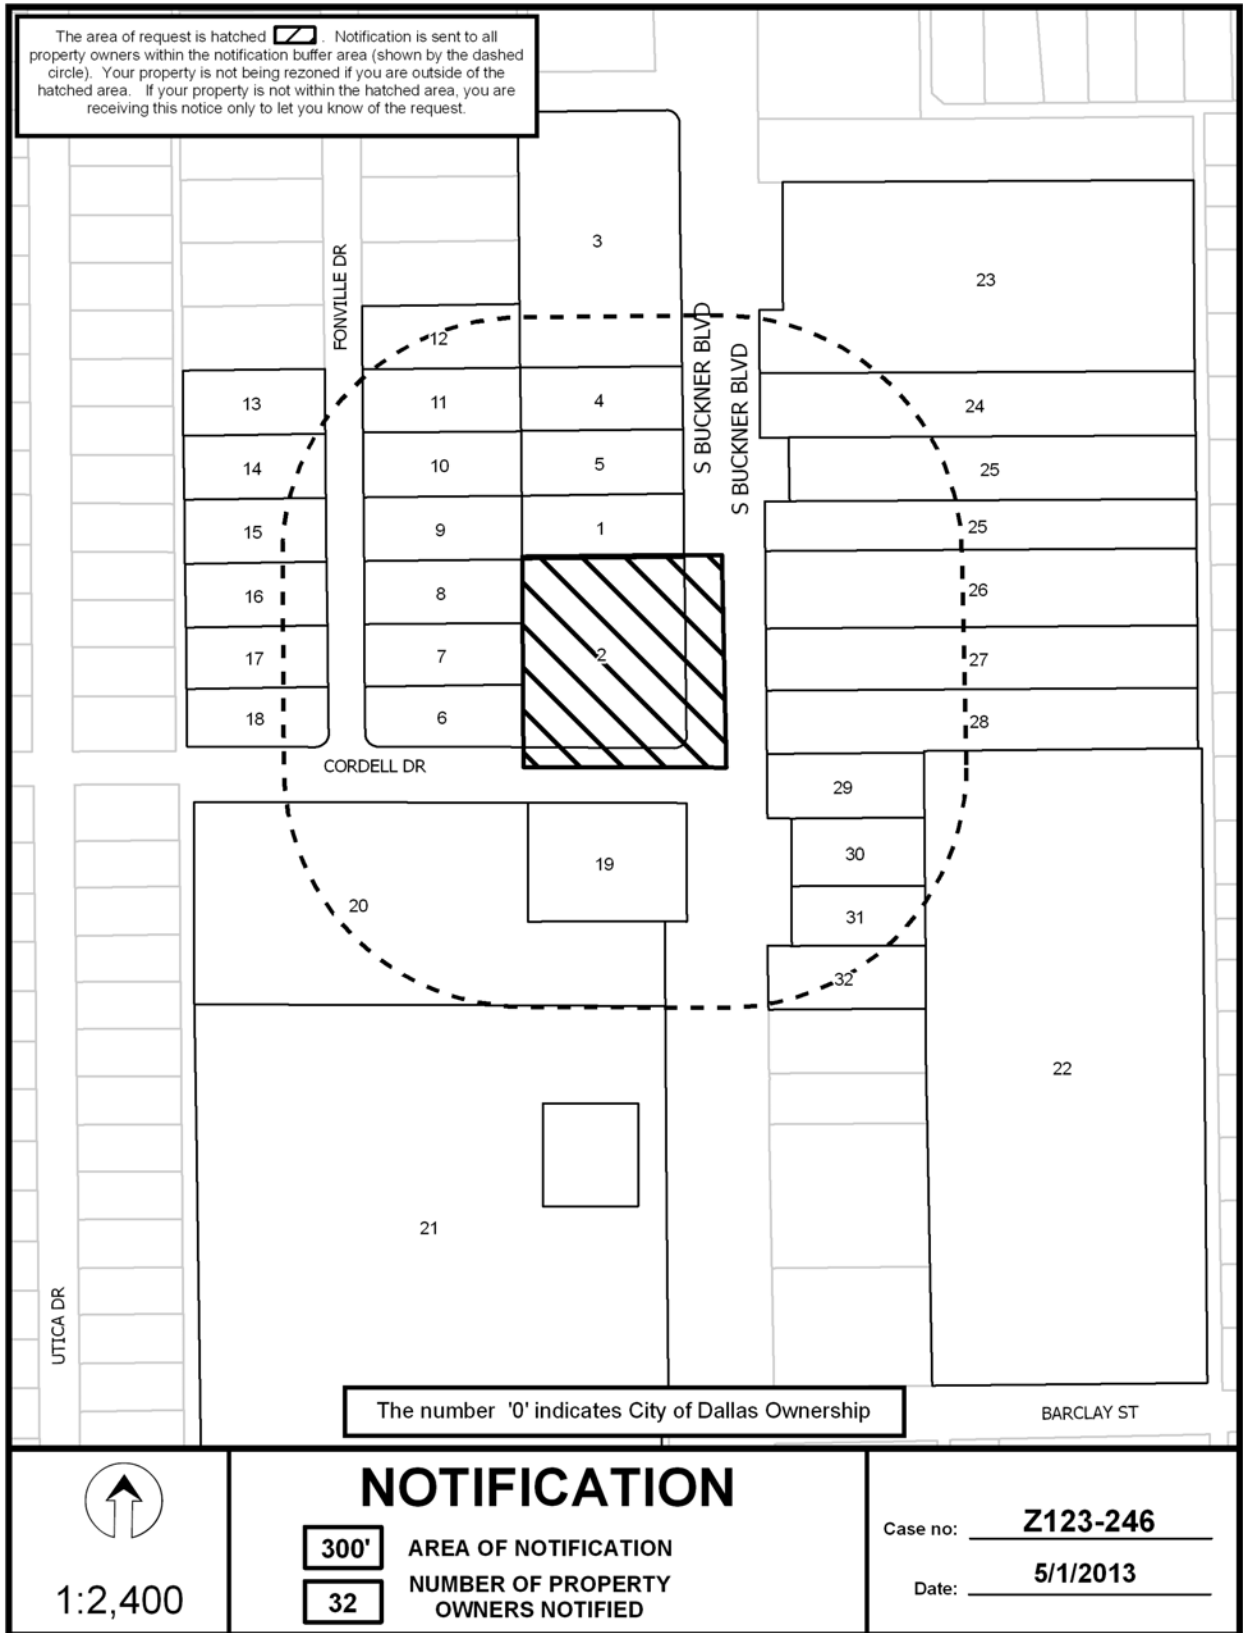 The area of request is hatched . Notification is sent to all
property owners within the notification buffer area (shown by the dashed
circle). Your property is not being rezoned if you are outside of the
hatched area. If your property is not within the hatched area, you are
receiving this notice only to let you know of the request.
3
23
FONVILLE DR
S BUCKNER BLVD
S BUCKNER BLVD
12
13
11
4
24
14
10
5
25
15
9
1
25
16
8
26
17
7
2
27
18
6
28
CORDELL DR
29
19
30
20
31
32
22
21
UTICA DR
The number '0' indicates City of Dallas Ownership
BARCLAY ST
1:2,400
NOTIFICATION
300' AREA OF NOTIFICATION
32 NUMBER OF PROPERTY
OWNERS NOTIFIED
Case no: Z123-246
Date: 5/1/2013